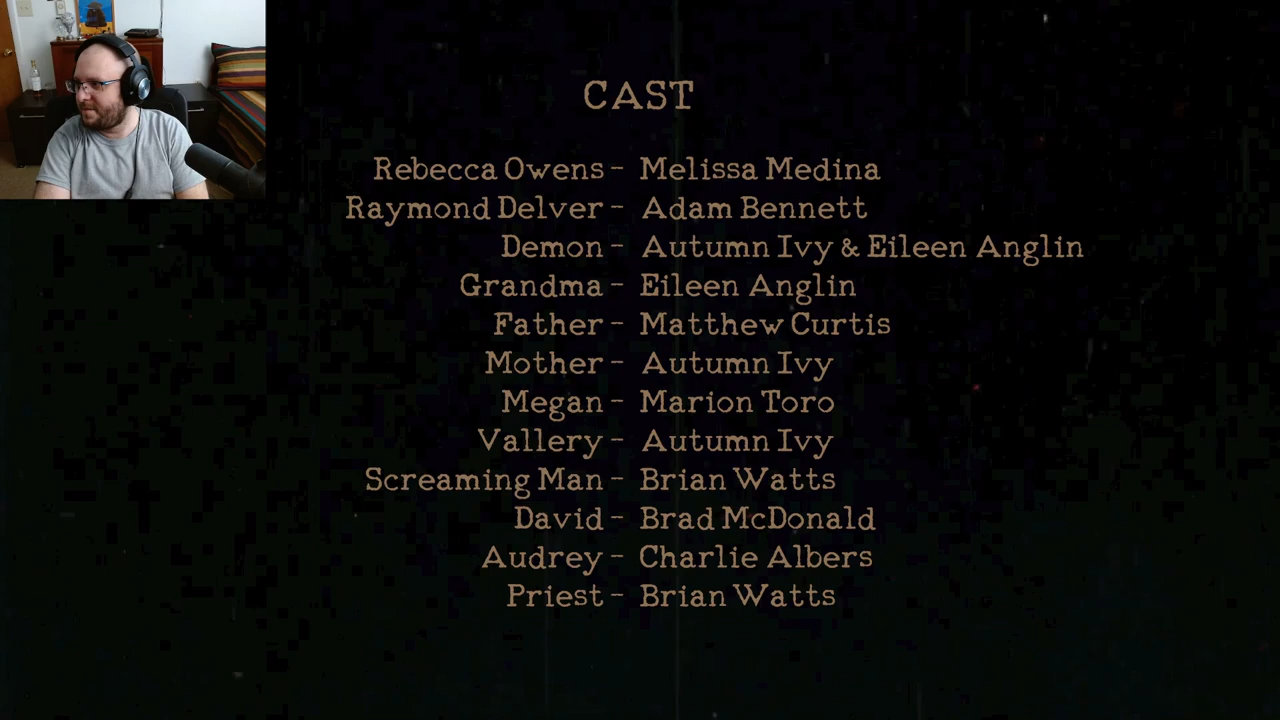 CAST
Rebecca Owens - Melissa Medina
Raymond Delver - Adam Bennett
Demon - Autumn Ivy & Eileen Anglin
Grandma - Eileen Anglin
Father - Matthew Curtis
Mother - Autumn Ivy
Megan - Marion Toro
Vallery - Autumn Ivy
Screaming Man - Brian Watts
David - Brad McDonald
Audrey - Charlie Albers
Priest - Brian Watts